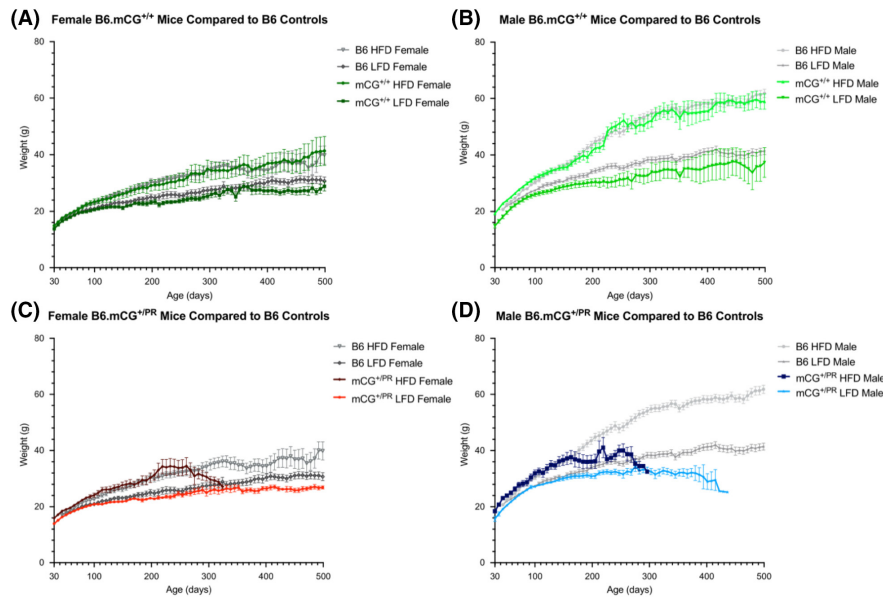 (A) Female B6.mCG+/+ Mice Compared to B6 Controls
80
60
40
20
0
Weight (g)
30 100 200 300 400 500
Age (days)
B6 HFD Female
B6 LFD Female
mCG+/+ HFD Female
mCG+/+ LFD Female
(B) Male B6.mCG+/+ Mice Compared to B6 Controls
80
60
40
20
0
Weight (g)
30 100 200 300 400 500
Age (days)
B6 HFD Male
B6 LFD Male
mCG+/+ HFD Male
mCG+/+ LFD Male
(C) Female B6.mCG+/PR Mice Compared to B6 Controls
80
60
40
20
0
Weight (g)
30 100 200 300 400 500
Age (days)
B6 HFD Female
B6 LFD Female
mCG+/PR HFD Female
mCG+/PR LFD Female
(D) Male B6.mCG+/PR Mice Compared to B6 Controls
80
60
40
20
0
Weight (g)
30 100 200 300 400 500
Age (days)
B6 HFD Male
B6 LFD Male
mCG+/PR HFD Male
mCG+/PR LFD Male